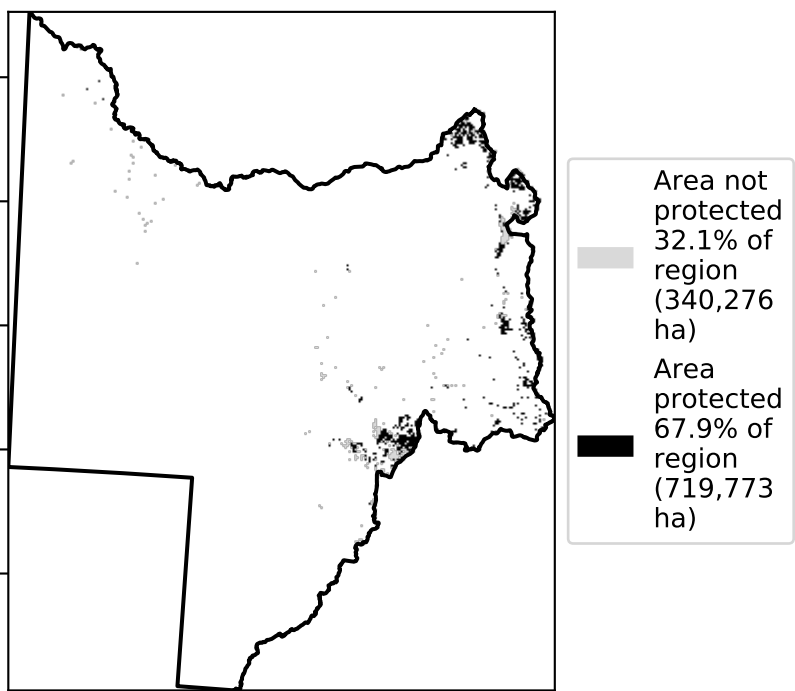 Area not
protected
32.1% of
region
(340,276
ha)
Area
protected
67.9% of
region
(719,773
ha)